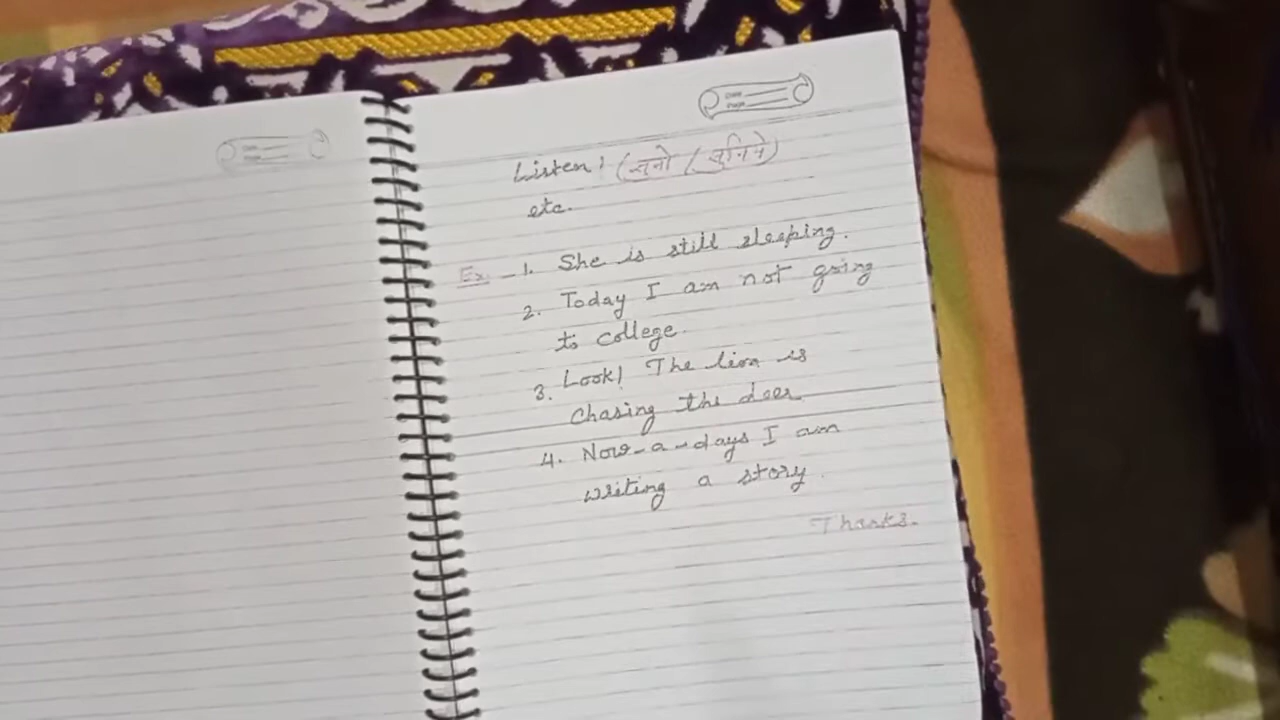 Listen! (सुनो / सुनिये)
etc.
Ex. - 1. She is still sleeping.
2. Today I am not going
to college.
3. Look! The lion is
chasing the deer
4. Now-a-days I am
writing a story.
Thanks.